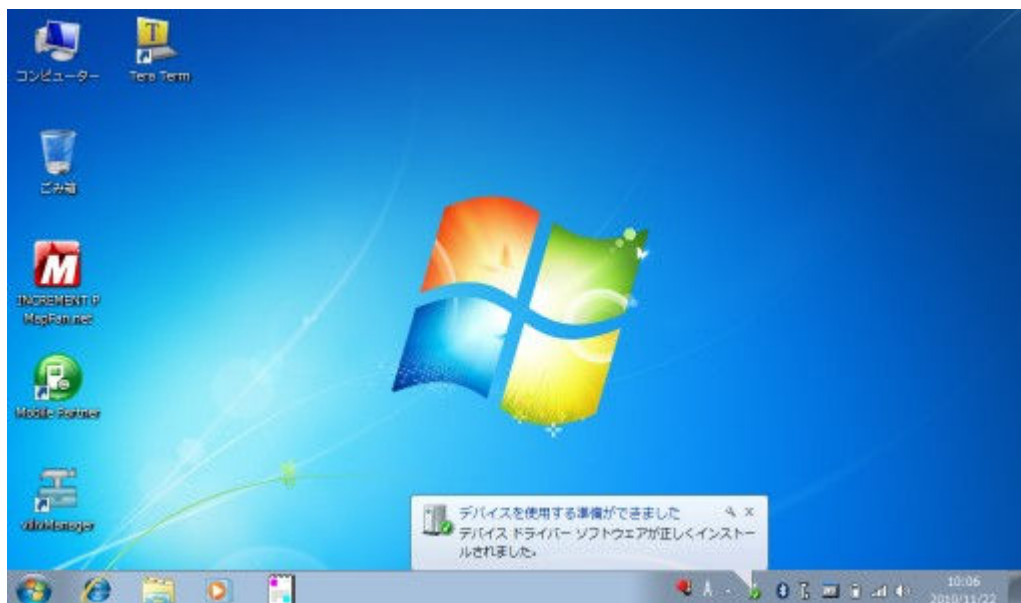 コンピューター
Tera Term
ごみ箱
INCREMENT P
MapFan.net
Mobile Partner
デバイスを使用する準備ができました
デバイス ドライバー ソフトウェアが正しくインストー
ルされました。
10:06
2010/11/22